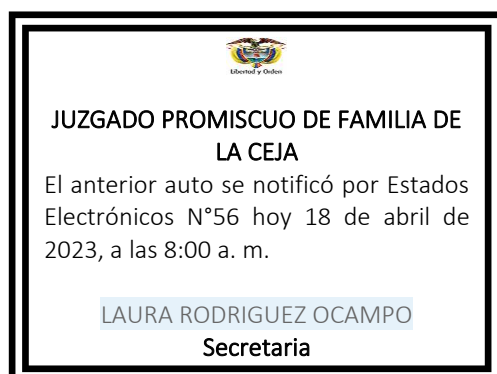 Libertad y Orden
JUZGADO PROMISCUO DE FAMILIA DE
LA CEJA
El anterior auto se notificó por Estados
Electrónicos N°56 hoy 18 de abril de
2023, a las 8:00 a. m.
LAURA RODRIGUEZ OCAMPO
Secretaria